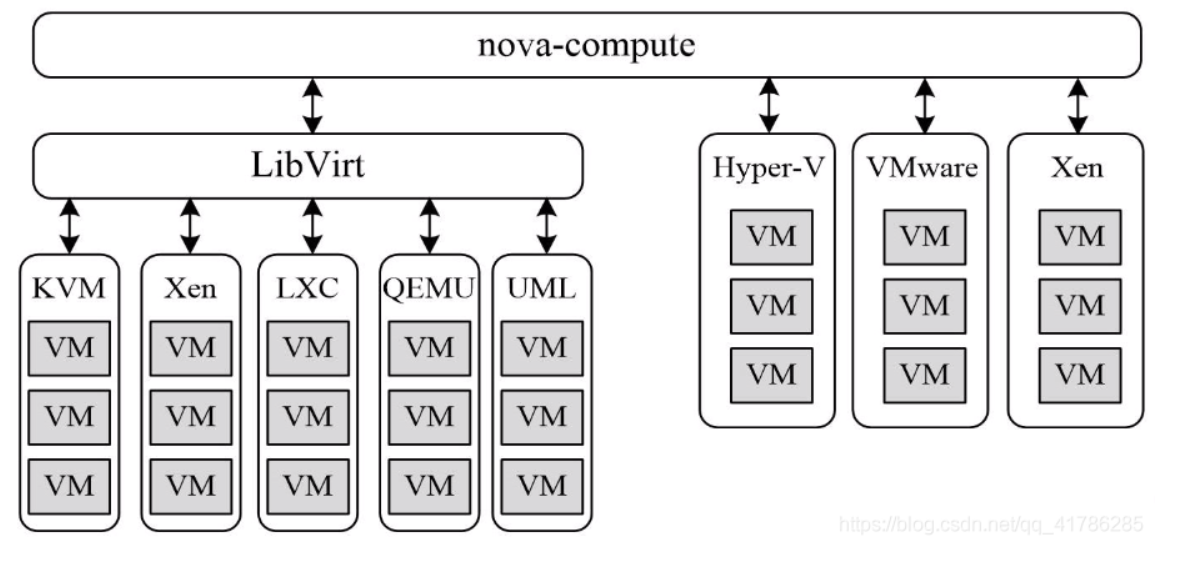 nova-compute
LibVirt
Hyper-V VMware Xen
VM VM VM
VM VM VM
VM VM VM
KVM Xen LXC QEMU UML
VM VM VM VM VM
VM VM VM VM VM
VM VM VM VM VM
https://blog.csdn.net/qq_41786285